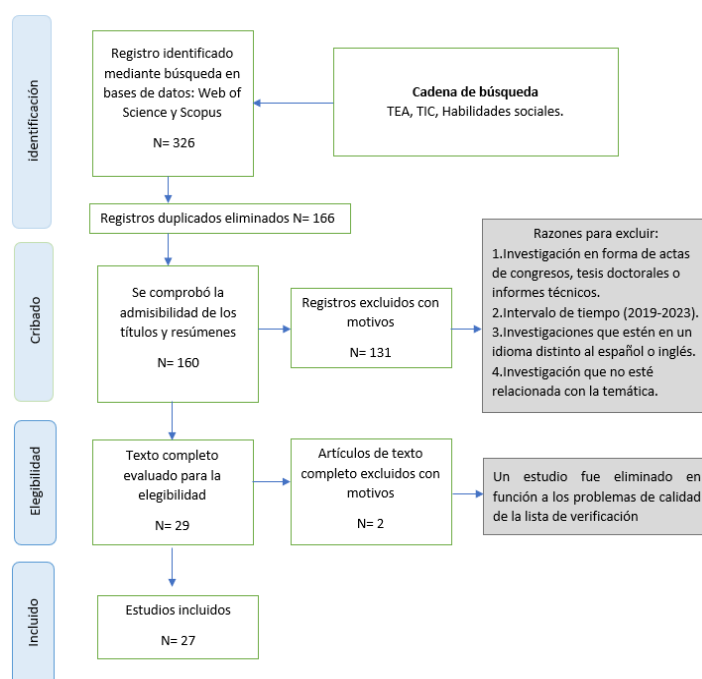 identificación
Registro identificado
mediante búsqueda en
bases de datos: Web of
Science y Scopus
N= 326
Cadena de búsqueda
TEA, TIC, Habilidades sociales.
Registros duplicados eliminados N= 166
Cribado
Se comprobó la
admisibilidad de los
títulos y resúmenes
N= 160
Registros excluidos con
motivos
N= 131
Razones para excluir:
1.Investigación en forma de actas
de congresos, tesis doctorales o
informes técnicos.
2.Intervalo de tiempo (2019-2023).
3.Investigaciones que estén en un
idioma distinto al español o inglés.
4.Investigación que no esté
relacionada con la temática.
Elegibilidad
Texto completo
evaluado para la
elegibilidad
N= 29
Artículos de texto
completo excluidos con
motivos
N= 2
Un estudio fue eliminado en
función a los problemas de calidad
de la lista de verificación
Incluido
Estudios incluidos
N= 27